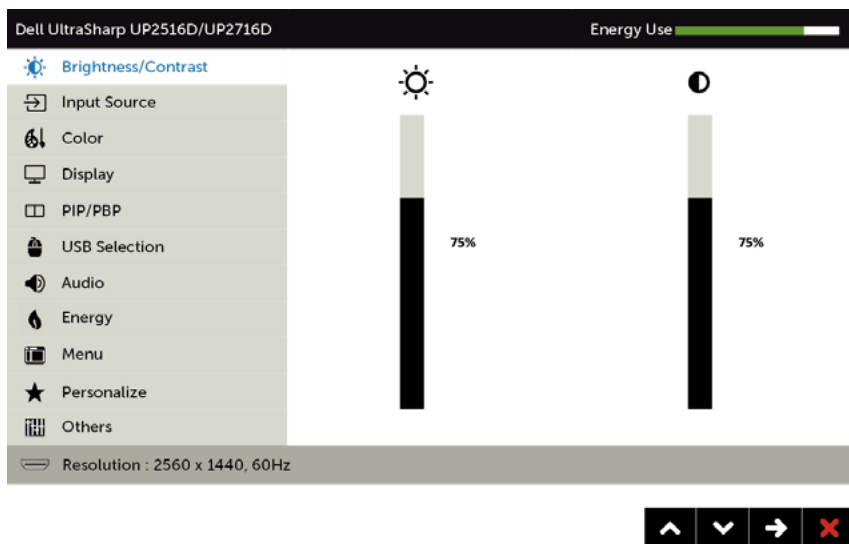 Dell UltraSharp UP2516D/UP2716D
Energy Use
Brightness/Contrast
Input Source
Color
Display
PIP/PBP
USB Selection
Audio
Energy
Menu
Personalize
Others
75%
75%
Resolution : 2560 x 1440, 60Hz